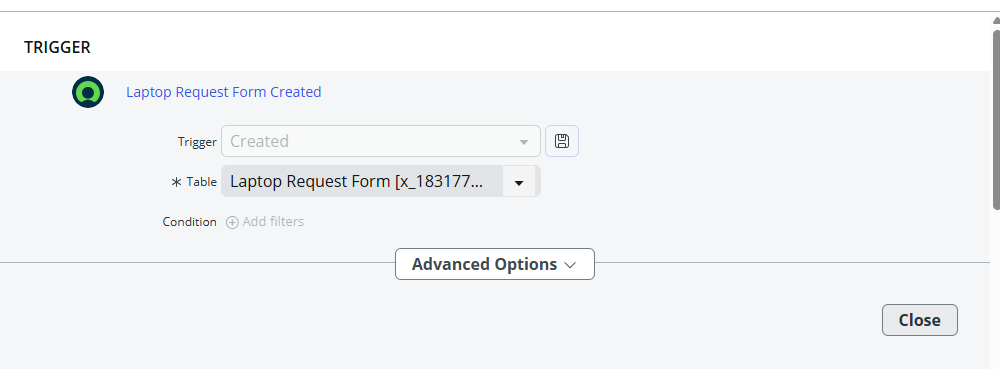 TRIGGER
Laptop Request Form Created
Trigger Created
* Table Laptop Request Form [x_183177...
Condition Add filters
Advanced Options
Close